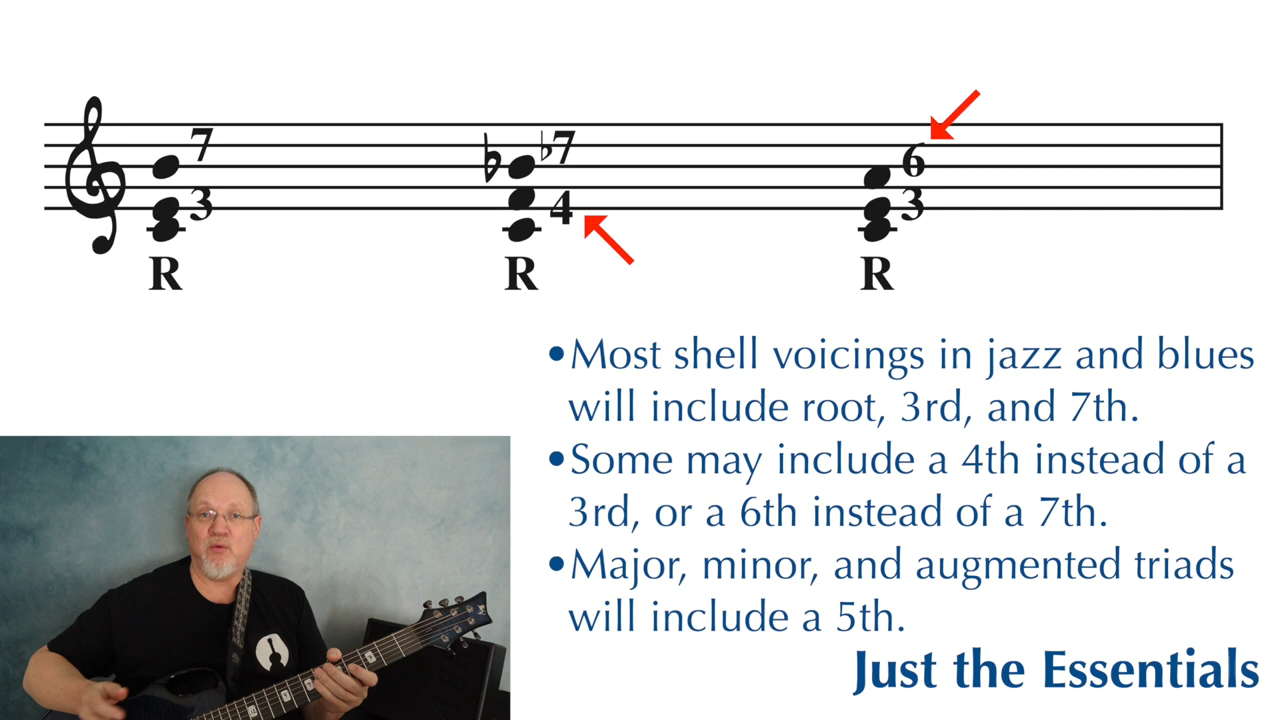 7
♭7
6
3
4
3
R
R
R
•Most shell voicings in jazz and blues
will include root, 3rd, and 7th.
•Some may include a 4th instead of a
3rd, or a 6th instead of a 7th.
•Major, minor, and augmented triads
will include a 5th.
Just the Essentials